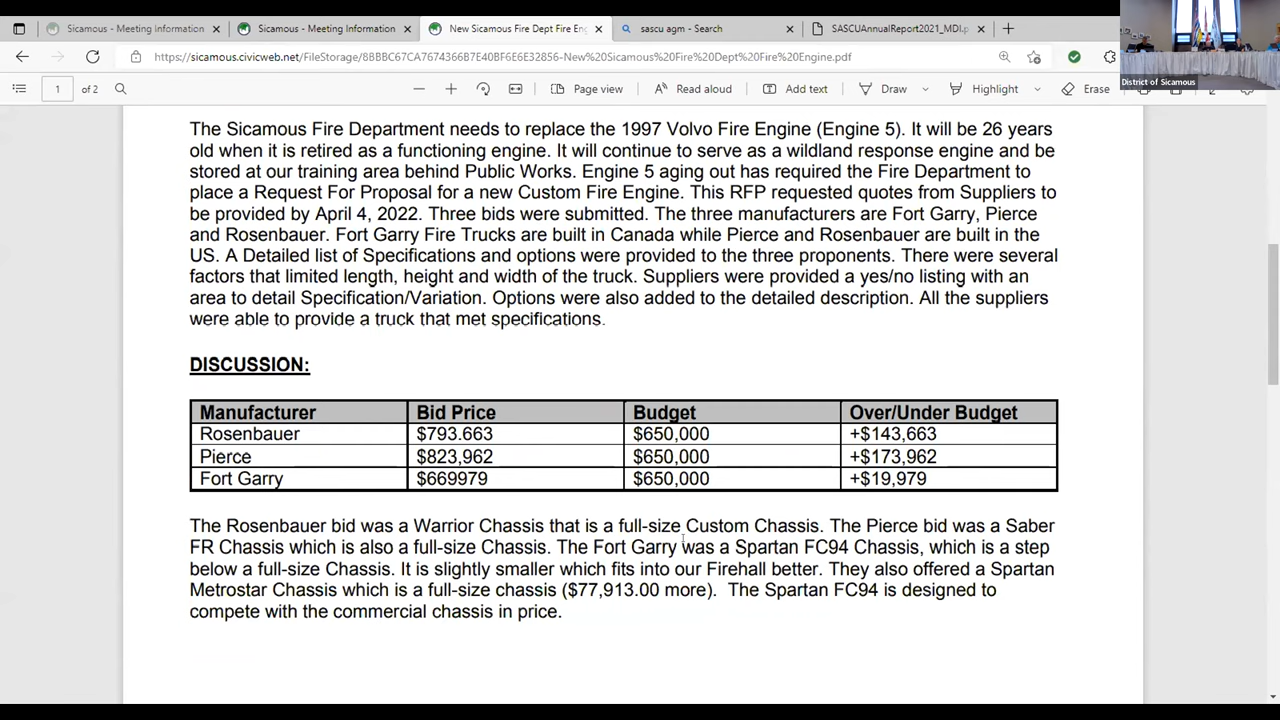 Sicamous - Meeting Information
Sicamous - Meeting Information
New Sicamous Fire Dept Fire Eng
sascu agm - Search
SASCUAnnualReport2021_MDI.p
https://sicamous.civicweb.net/FileStorage/8BBBC67CA767436687E40BF6E6E32856-New%20Sicamous%20Fire%20Dept%20Fire%20Engine.pdf
District of Sicamous
1 of 2
Page view
Read aloud
Add text
Draw
Highlight
Erase
The Sicamous Fire Department needs to replace the 1997 Volvo Fire Engine (Engine 5). It will be 26 years
old when it is retired as a functioning engine. It will continue to serve as a wildland response engine and be
stored at our training area behind Public Works. Engine 5 aging out has required the Fire Department to
place a Request For Proposal for a new Custom Fire Engine. This RFP requested quotes from Suppliers to
be provided by April 4, 2022. Three bids were submitted. The three manufacturers are Fort Garry, Pierce
and Rosenbauer. Fort Garry Fire Trucks are built in Canada while Pierce and Rosenbauer are built in the
US. A Detailed list of Specifications and options were provided to the three proponents. There were several
factors that limited length, height and width of the truck. Suppliers were provided a yes/no listing with an
area to detail Specification/Variation. Options were also added to the detailed description. All the suppliers
were able to provide a truck that met specifications.
DISCUSSION:
Manufacturer Bid Price Budget Over/Under Budget
Rosenbauer $793.663 $650,000 +$143,663
Pierce $823,962 $650,000 +$173,962
Fort Garry $669979 $650,000 +$19,979
The Rosenbauer bid was a Warrior Chassis that is a full-size Custom Chassis. The Pierce bid was a Saber
FR Chassis which is also a full-size Chassis. The Fort Garry was a Spartan FC94 Chassis, which is a step
below a full-size Chassis. It is slightly smaller which fits into our Firehall better. They also offered a Spartan
Metrostar Chassis which is a full-size chassis ($77,913.00 more). The Spartan FC94 is designed to
compete with the commercial chassis in price.